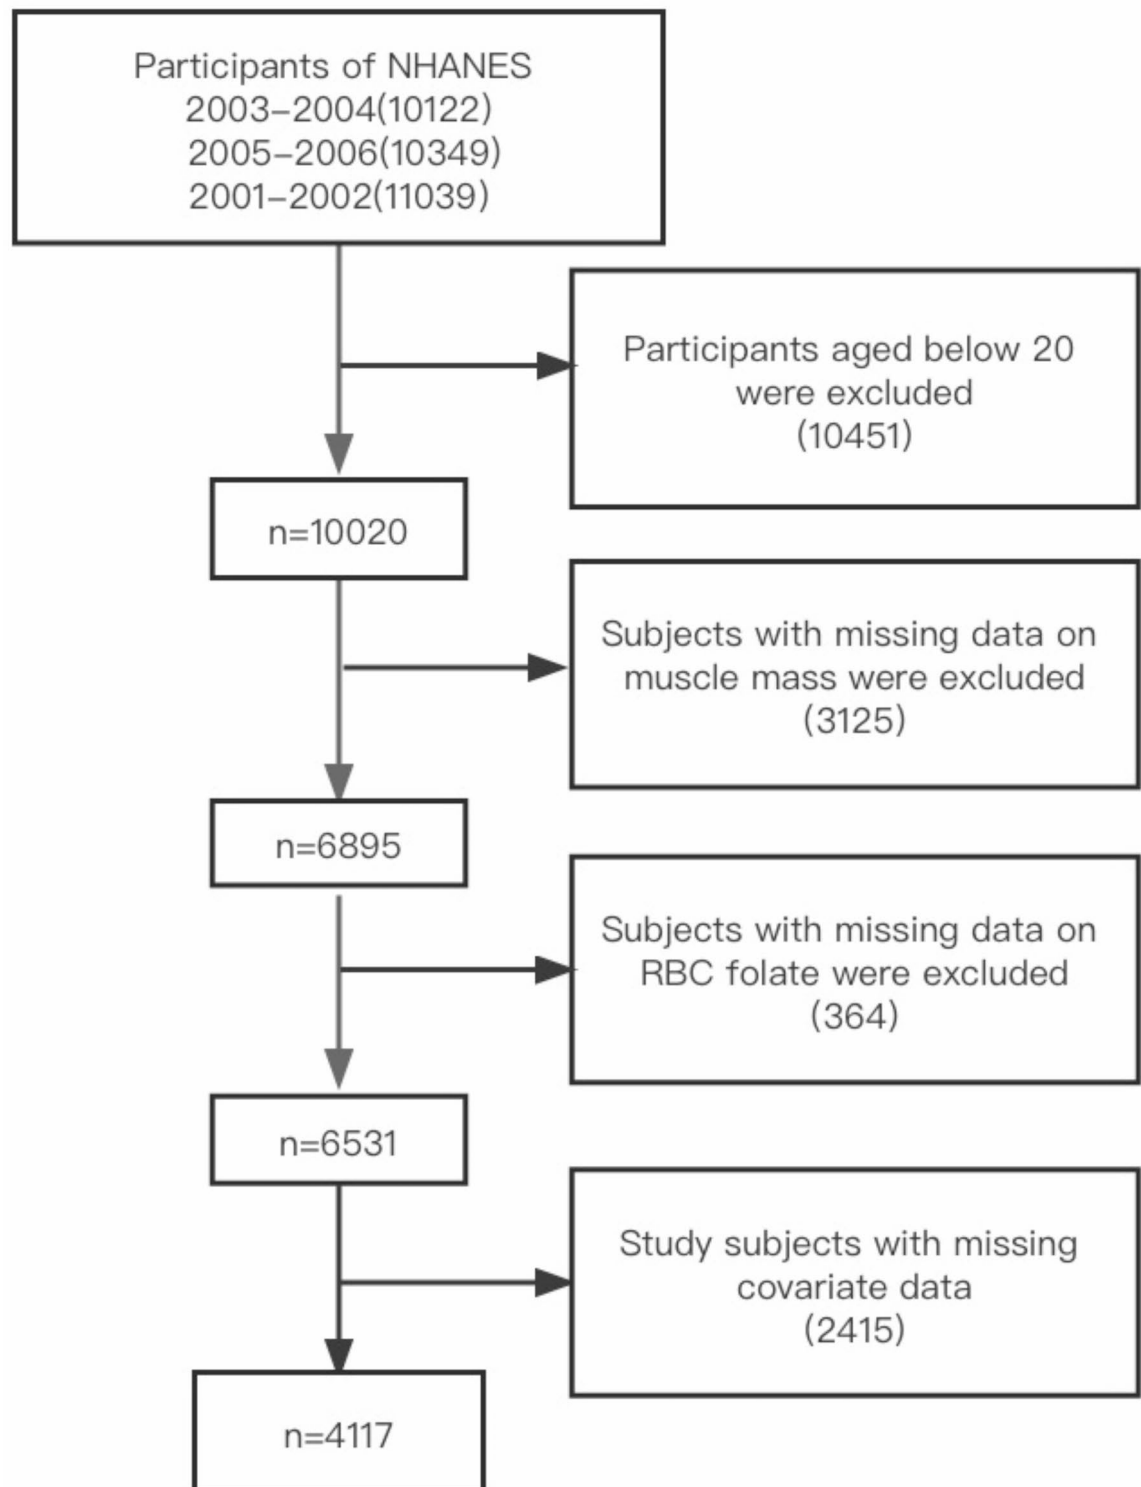 Participants of NHANES
2003–2004(10122)
2005–2006(10349)
2001–2002(11039)
Participants aged below 20
were excluded
(10451)
n=10020
Subjects with missing data on
muscle mass were excluded
(3125)
n=6895
Subjects with missing data on
RBC folate were excluded
(364)
n=6531
Study subjects with missing
covariate data
(2415)
n=4117